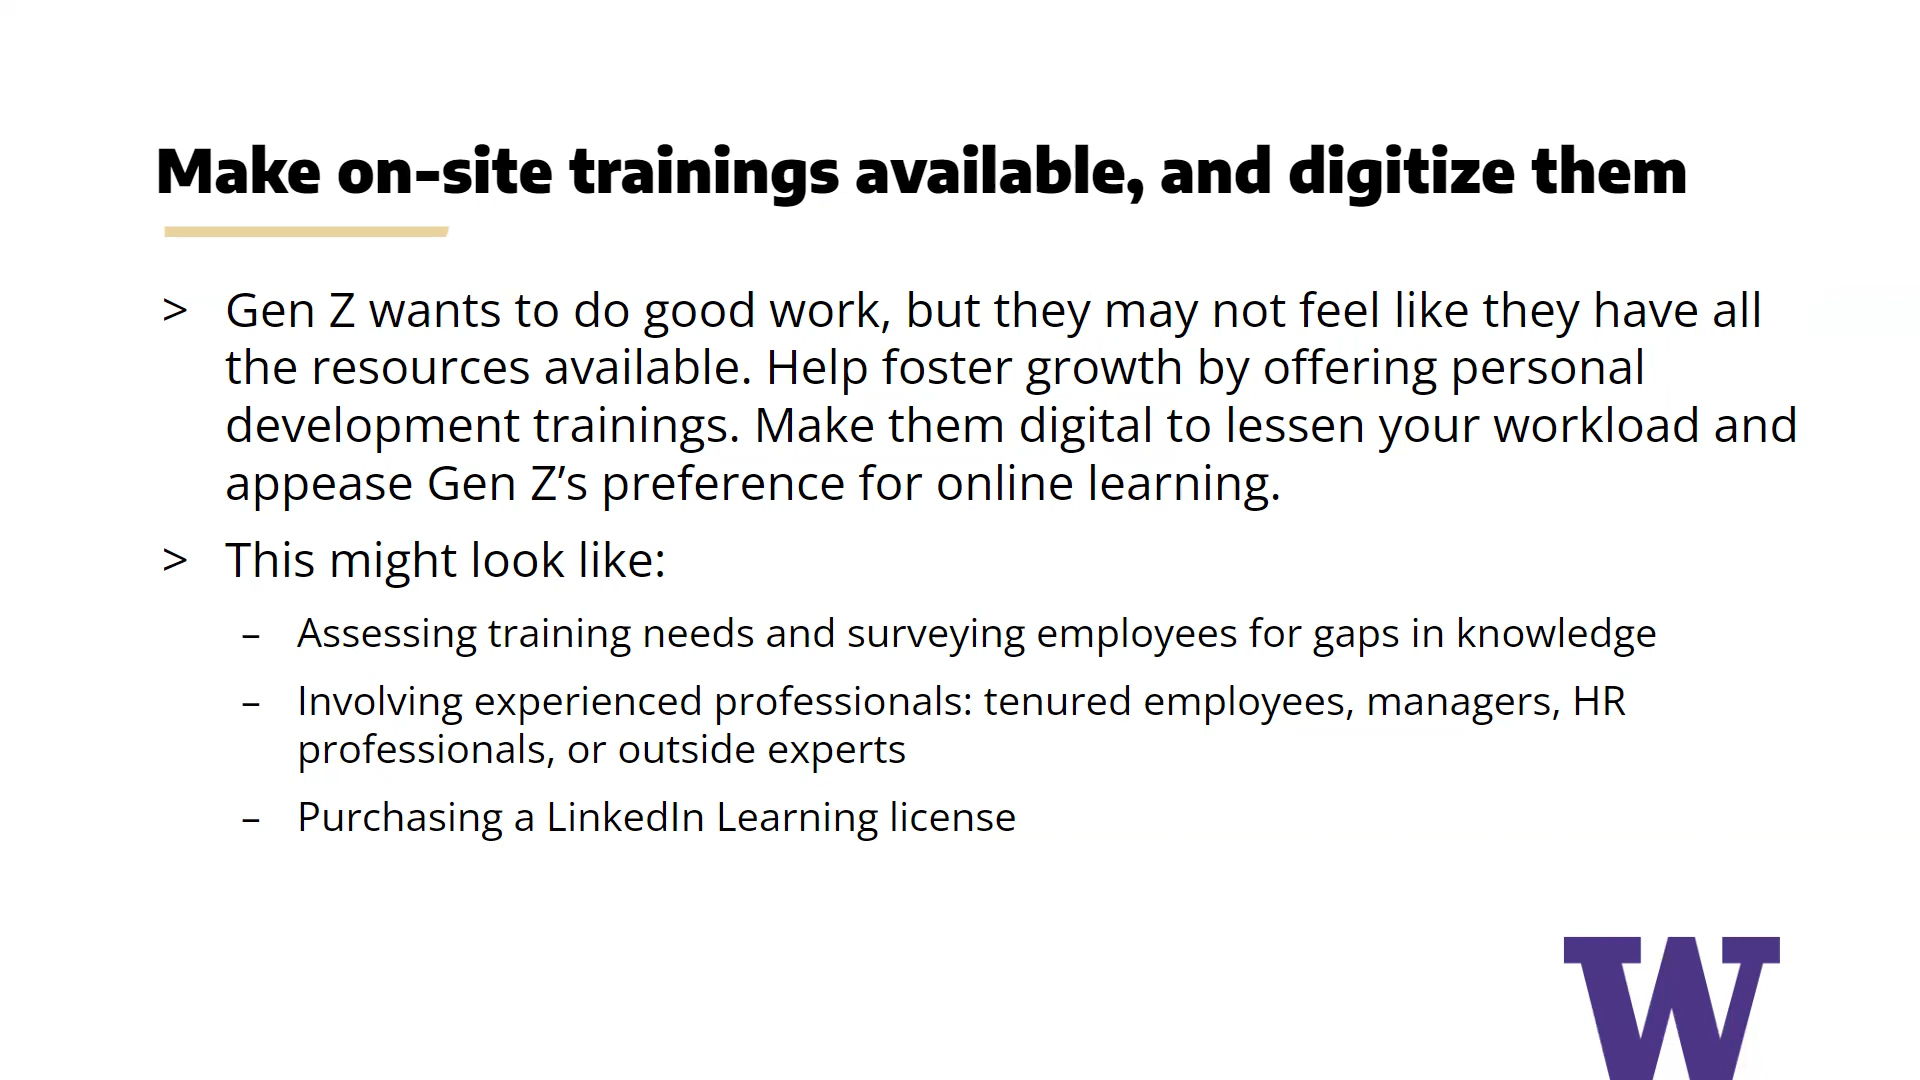 Make on-site trainings available, and digitize them
> Gen Z wants to do good work, but they may not feel like they have all
the resources available. Help foster growth by offering personal
development trainings. Make them digital to lessen your workload and
appease Gen Z’s preference for online learning.
> This might look like:
– Assessing training needs and surveying employees for gaps in knowledge
– Involving experienced professionals: tenured employees, managers, HR
professionals, or outside experts
– Purchasing a LinkedIn Learning license
W